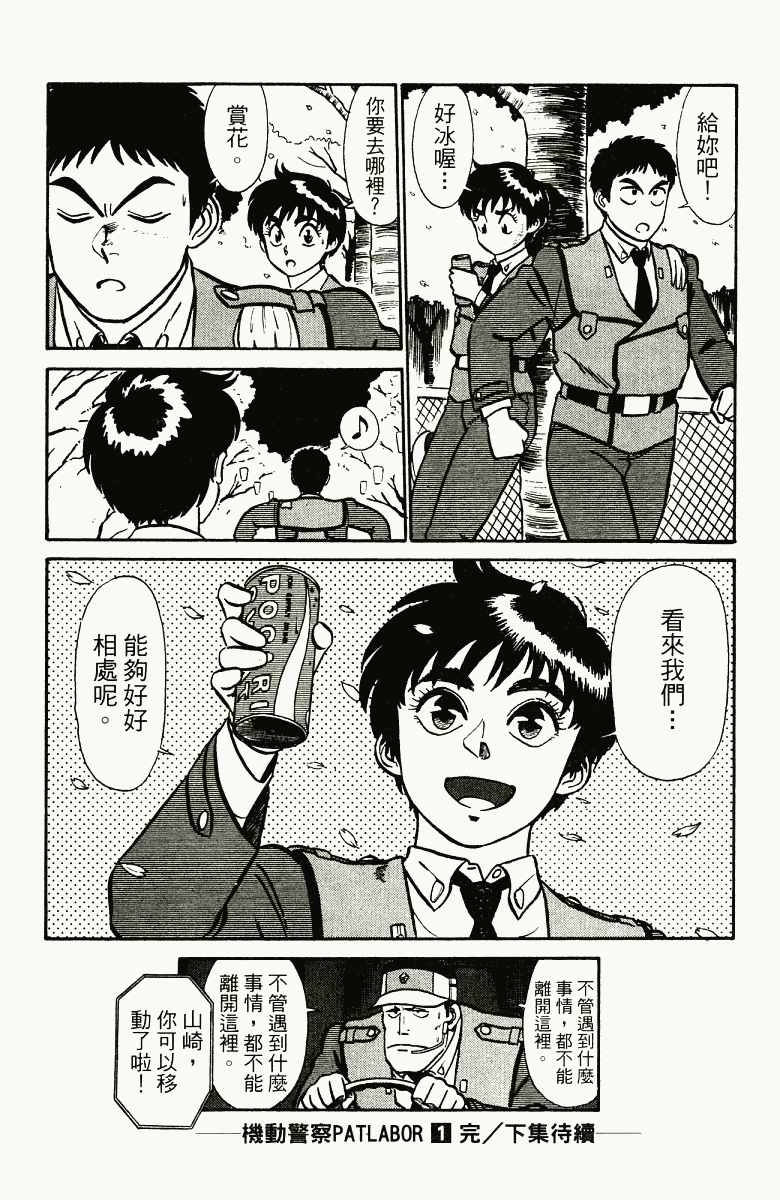 給妳吧！
好冰喔…
你要去哪裡？
賞花。
♪
看來我們…
POCARI
能夠好好
相處呢。
不管遇到什麼
事情，都不能
離開這裡。
不管遇到什麼
事情，都不能
離開這裡。
山崎，
你可以移
動了啦！
機動警察PATLABOR 1 完／下集待續